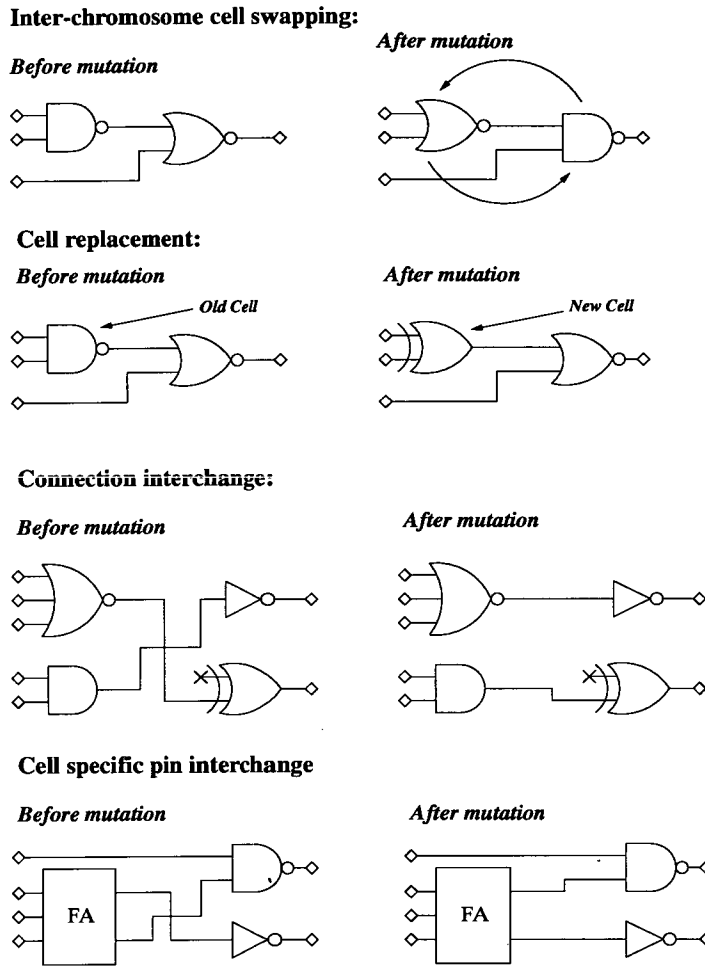 Inter-chromosome cell swapping:
Before mutation
After mutation
Cell replacement:
Before mutation
After mutation
Old Cell
New Cell
Connection interchange:
Before mutation
After mutation
Cell specific pin interchange
Before mutation
After mutation
FA
FA